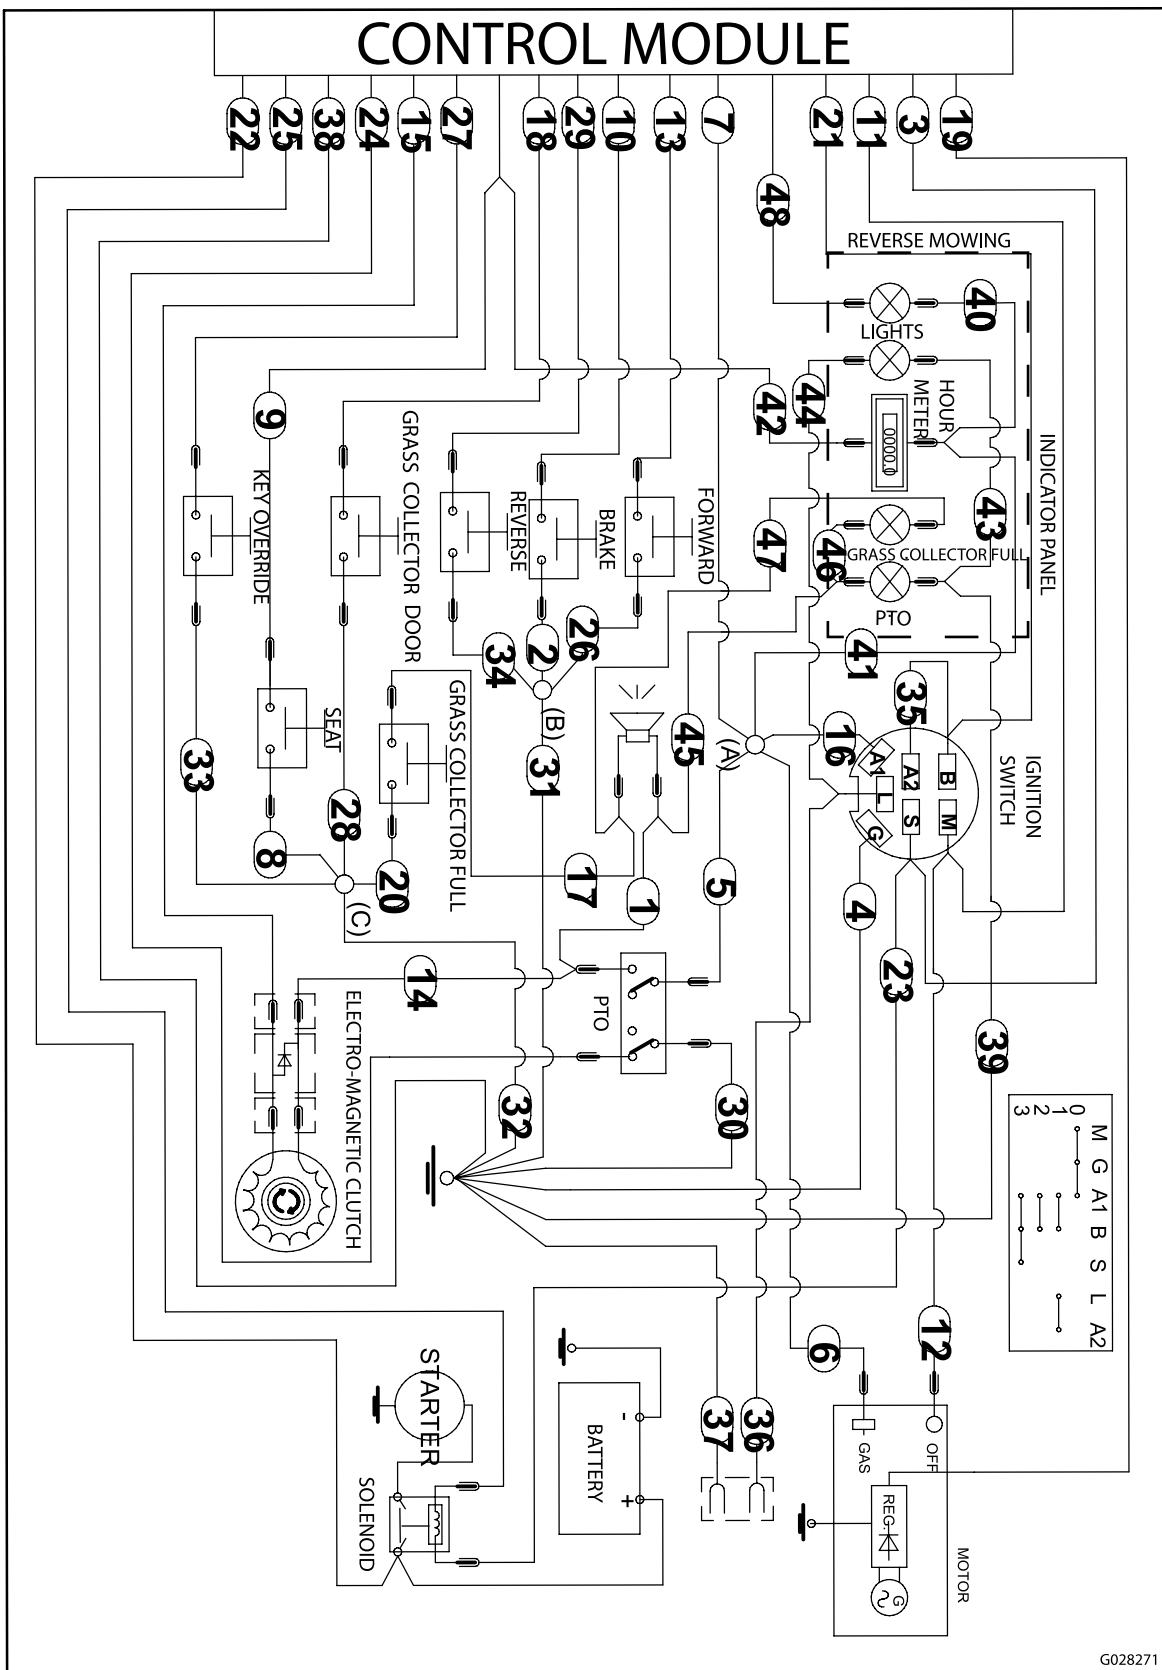 CONTROL MODULE
22
25
38
24
15
27
18
29
10
13
7
21
11
3
19
48
REVERSE MOWING
40
LIGHTS
44
HOUR
METER
0000.0
42
9
43
INDICATOR PANEL
GRASS COLLECTOR DOOR
KEY OVERRIDE
REVERSE
BRAKE
FORWARD
47
46
GRASS COLLECTOR FULL
PTO
41
35
34
2
26
(B)
SEAT
GRASS COLLECTOR FULL
33
31
45
(A)
16
A1
A2
B
L
G
S
M
IGNITION
SWITCH
28
8
20
(C)
17
1
5
4
23
14
PTO
ELECTRO-MAGNETIC CLUTCH
32
30
39
0
1
2
3
M G A1 B S L A2
12
6
37
36
STARTER
BATTERY
-
+
SOLENOID
GAS
OFF
REG.
G
MOTOR
G028271